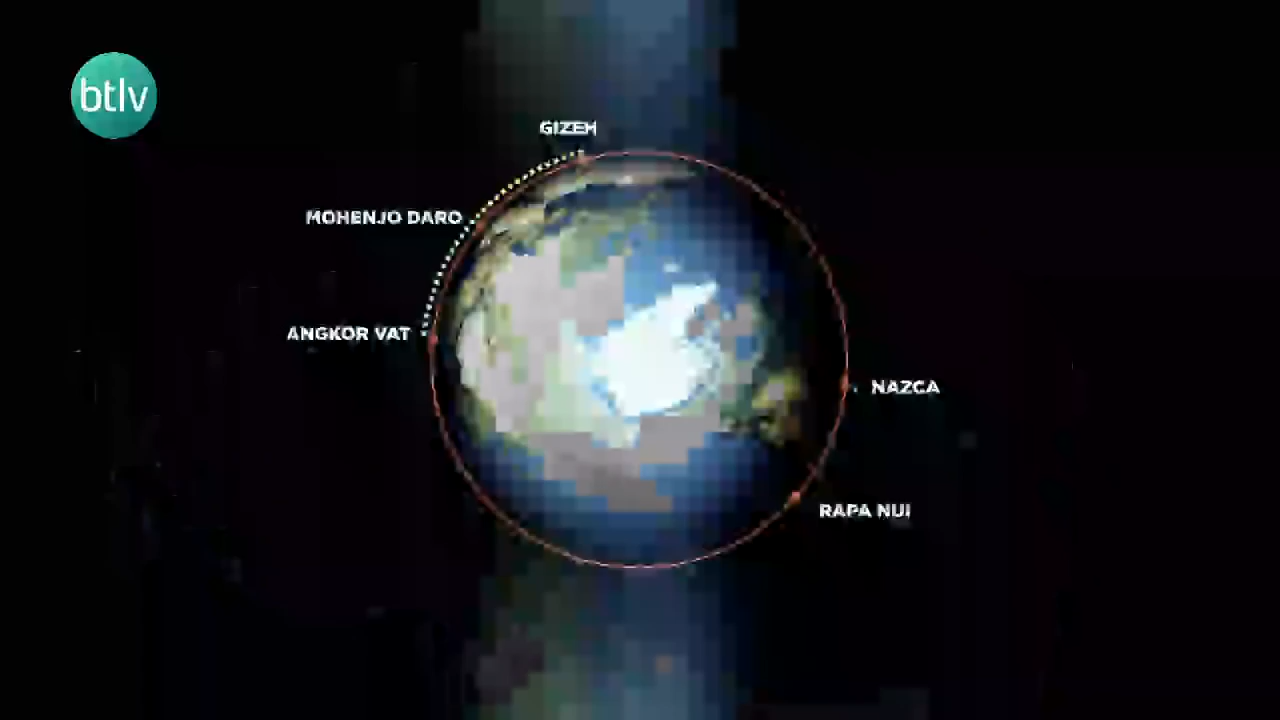 btlv
GIZEH
MOHENJO DARO
ANGKOR VAT
NAZCA
RAPA NUI